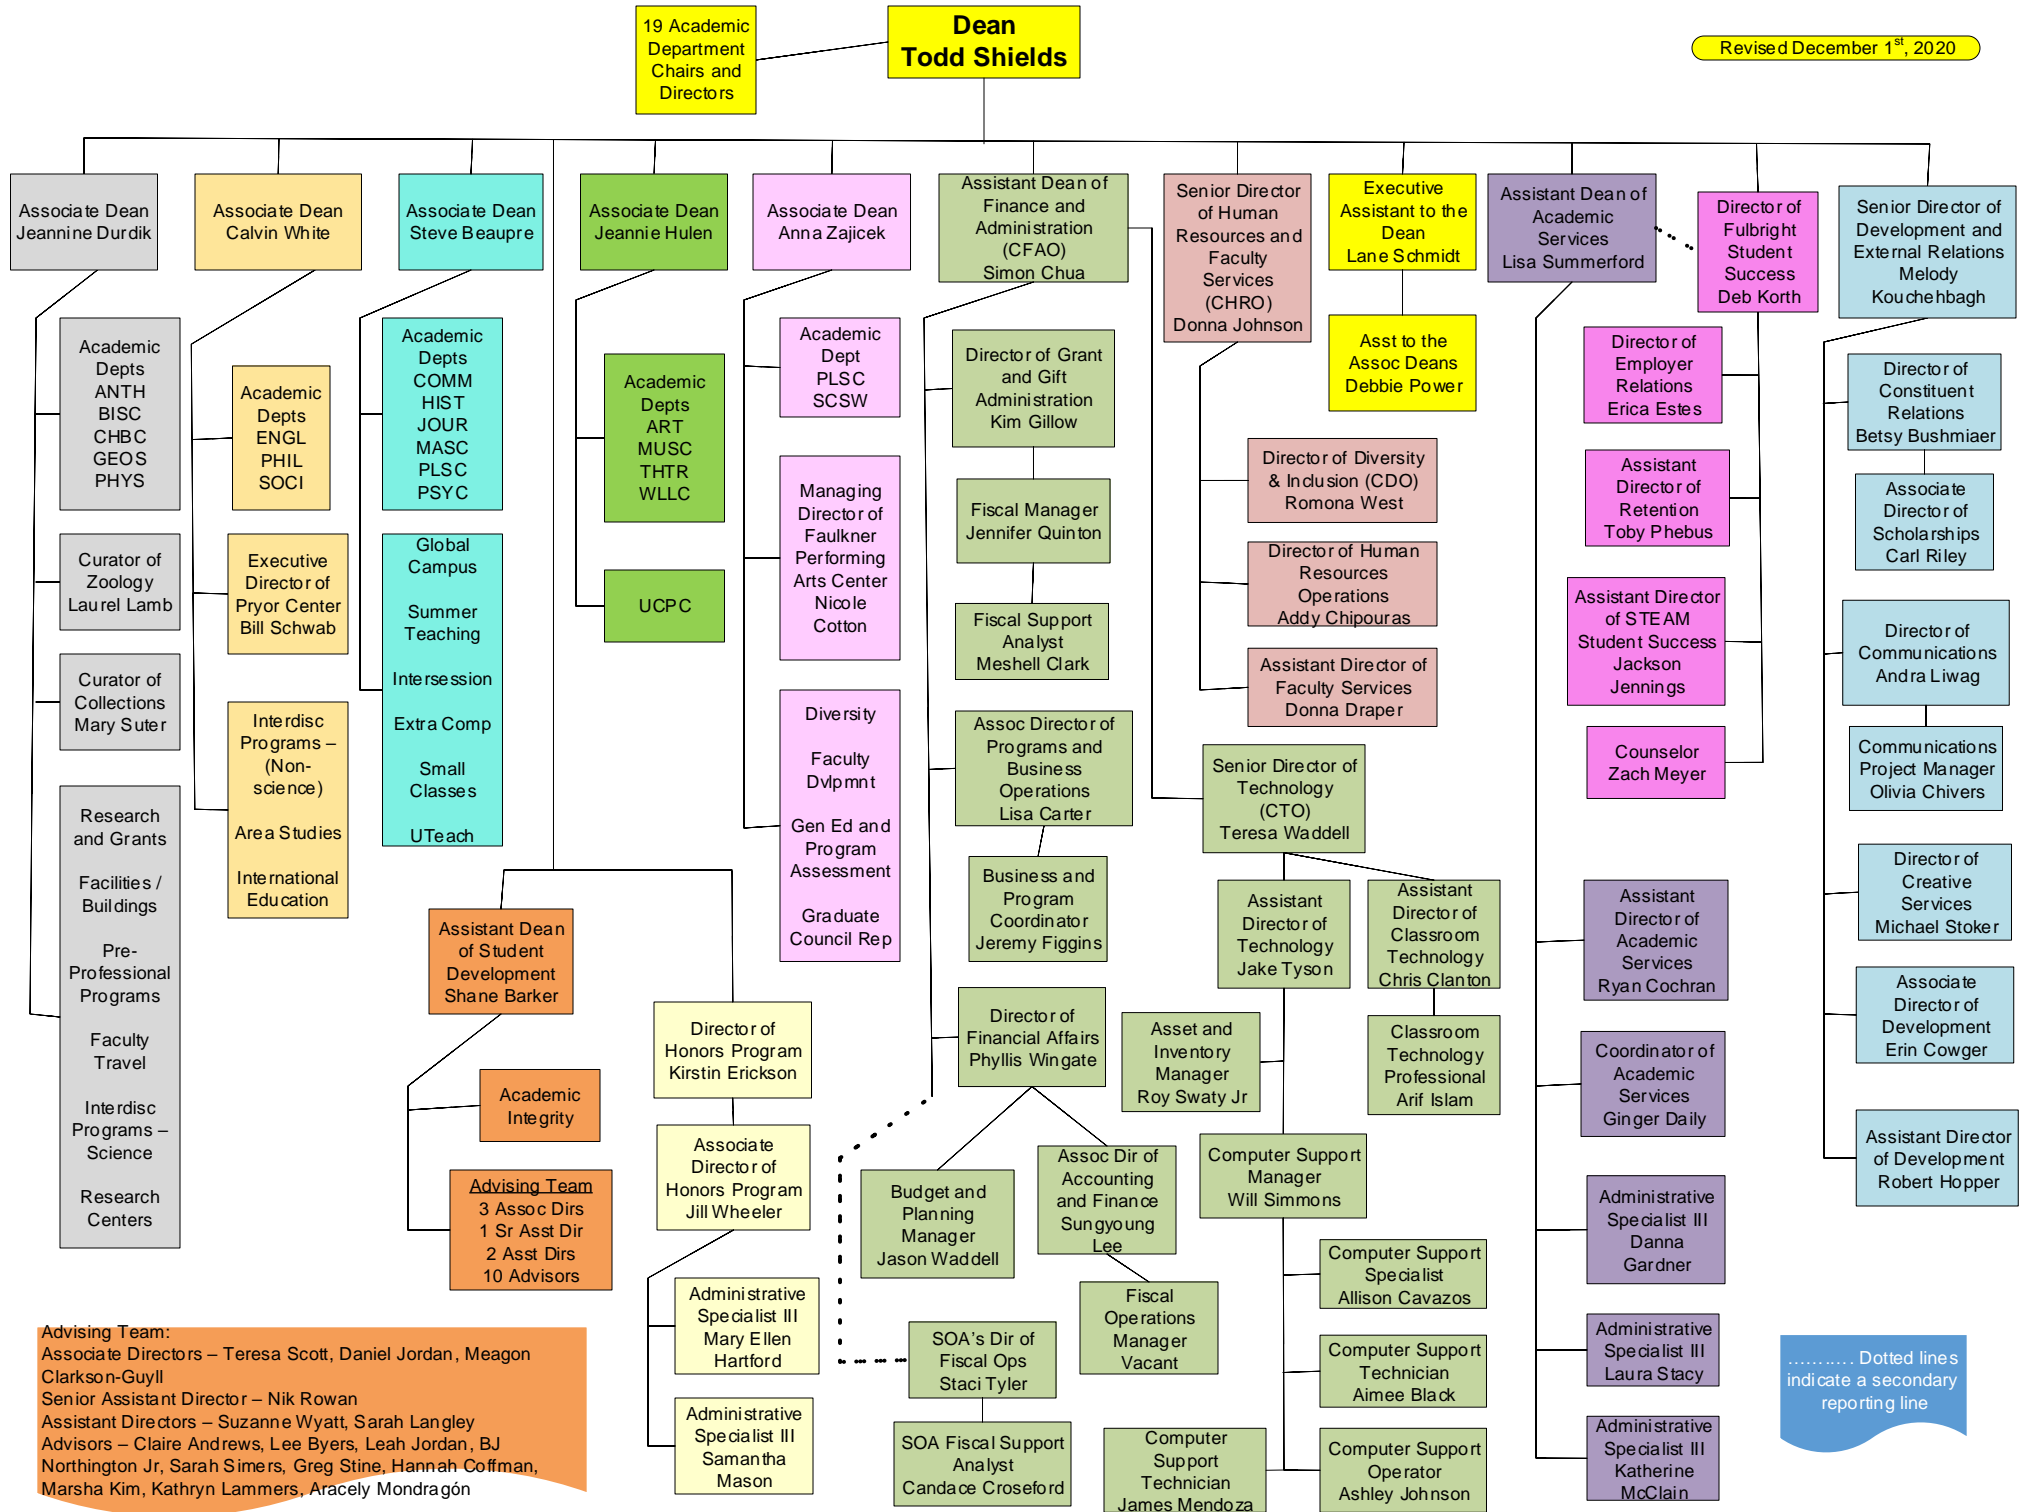 19 Academic
Department
Chairs and
Directors
Dean
Todd Shields
Revised December 1st, 2020
Associate Dean
Jeannine Durdik
Associate Dean
Calvin White
Associate Dean
Steve Beaupre
Associate Dean
Jeannie Hulen
Associate Dean
Anna Zajicek
Assistant Dean of
Finance and
Administration
(CFAO)
Simon Chua
Senior Director
of Human
Resources and
Faculty
Services
(CHRO)
Donna Johnson
Executive
Assistant to the
Dean
Lane Schmidt
Assistant Dean of
Academic
Services
Lisa Summerford
Director of
Fulbright
Student
Success
Deb Korth
Senior Director of
Development and
External Relations
Melody
Kouchehbagh
Academic
Depts
ANTH
BISC
CHBC
GEOS
PHYS
Curator of
Zoology
Laurel Lamb
Curator of
Collections
Mary Suter
Research
and Grants
Facilities /
Buildings
Pre-
Professional
Programs
Faculty
Travel
Interdisc
Programs –
Science
Research
Centers
Academic
Depts
ENGL
PHIL
SOCI
Executive
Director of
Pryor Center
Bill Schwab
Interdisc
Programs –
(Non-
science)
Area Studies
International
Education
Academic
Depts
COMM
HIST
JOUR
MASC
PLSC
PSYC
Global
Campus
Summer
Teaching
Intersession
Extra Comp
Small
Classes
UTeach
Academic
Depts
ART
MUSC
THTR
WLLC
UCPC
Academic
Dept
PLSC
SCSW
Managing
Director of
Faulkner
Performing
Arts Center
Nicole
Cotton
Diversity
Faculty
Dvlpmnt
Gen Ed and
Program
Assessment
Graduate
Council Rep
Assistant Dean
of Student
Development
Shane Barker
Academic
Integrity
Advising Team
3 Assoc Dirs
1 Sr Asst Dir
2 Asst Dirs
10 Advisors
Director of
Honors Program
Kirstin Erickson
Associate
Director of
Honors Program
Jill Wheeler
Administrative
Specialist III
Mary Ellen
Hartford
Administrative
Specialist III
Samantha
Mason
Director of Grant
and Gift
Administration
Kim Gillow
Fiscal Manager
Jennifer Quinton
Fiscal Support
Analyst
Meshell Clark
Assoc Director of
Programs and
Business
Operations
Lisa Carter
Business and
Program
Coordinator
Jeremy Figgins
Director of
Financial Affairs
Phyllis Wingate
Budget and
Planning
Manager
Jason Waddell
Assoc Dir of
Accounting
and Finance
Sungyoung
Lee
Fiscal
Operations
Manager
Vacant
SOA's Dir of
Fiscal Ops
Staci Tyler
SOA Fiscal Support
Analyst
Candace Croseford
Senior Director of
Technology
(CTO)
Teresa Waddell
Assistant
Director of
Technology
Jake Tyson
Assistant
Director of
Classroom
Technology
Chris Clanton
Asset and
Inventory
Manager
Roy Swaty Jr
Classroom
Technology
Professional
Arif Islam
Computer Support
Manager
Will Simmons
Computer Support
Specialist
Allison Cavazos
Computer Support
Technician
Aimee Black
Computer
Support
Technician
James Mendoza
Computer Support
Operator
Ashley Johnson
Director of Diversity
& Inclusion (CDO)
Romona West
Director of Human
Resources
Operations
Addy Chipouras
Assistant Director of
Faculty Services
Donna Draper
Asst to the
Assoc Deans
Debbie Power
Assistant
Director of
Academic
Services
Ryan Cochran
Coordinator of
Academic
Services
Ginger Daily
Administrative
Specialist III
Danna
Gardner
Administrative
Specialist III
Laura Stacy
Administrative
Specialist III
Katherine
McClain
Director of
Employer
Relations
Erica Estes
Assistant
Director of
Retention
Toby Phebus
Assistant Director
of STEAM
Student Success
Jackson
Jennings
Counselor
Zach Meyer
Director of
Constituent
Relations
Betsy Bushmiaer
Associate
Director of
Scholarships
Carl Riley
Director of
Communications
Andra Liwag
Communications
Project Manager
Olivia Chivers
Director of
Creative
Services
Michael Stoker
Associate
Director of
Development
Erin Cowger
Assistant Director
of Development
Robert Hopper
Advising Team:
Associate Directors – Teresa Scott, Daniel Jordan, Meagon
Clarkson-Guyll
Senior Assistant Director – Nik Rowan
Assistant Directors – Suzanne Wyatt, Sarah Langley
Advisors – Claire Andrews, Lee Byers, Leah Jordan, BJ
Northington Jr, Sarah Simers, Greg Stine, Hannah Coffman,
Marsha Kim, Kathryn Lammers, Aracely Mondragón
.......... Dotted lines
indicate a secondary
reporting line